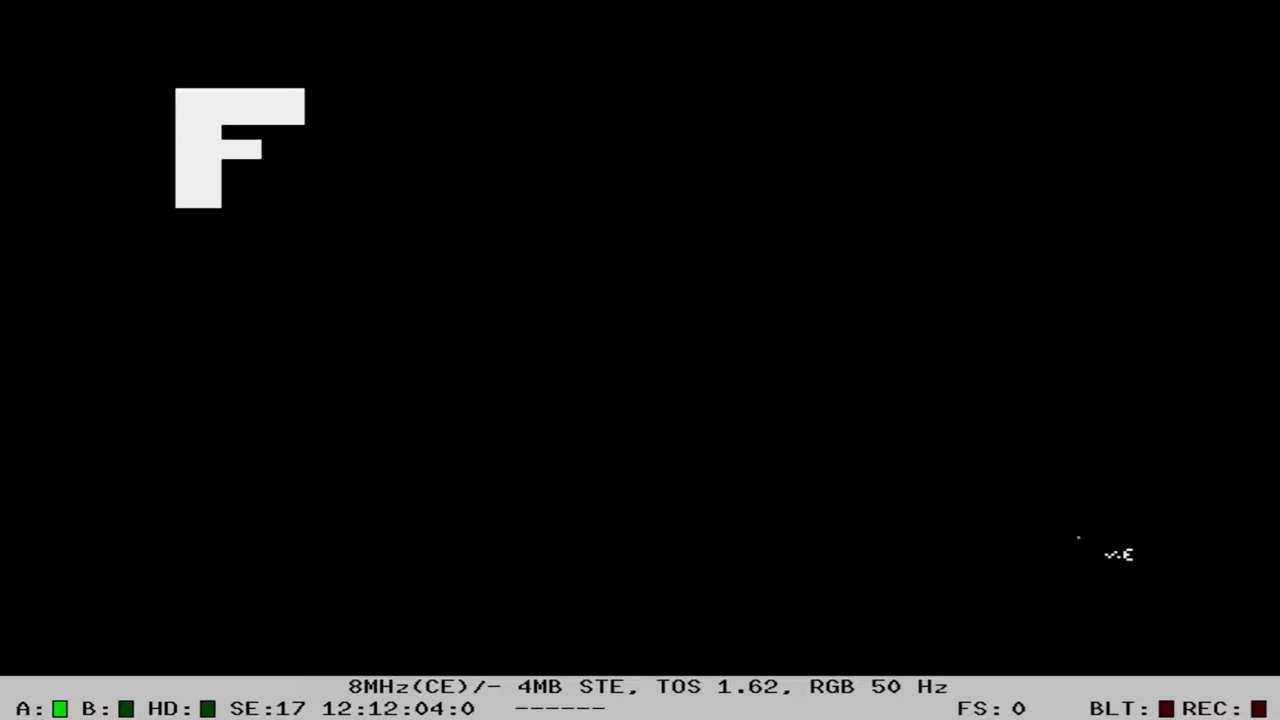 F
8MHz(CE)/- 4MB STE, TOS 1.62, RGB 50 Hz
A: B: HD: SE:17 12:12:04:0 ------ FS: 0 BLT: REC: